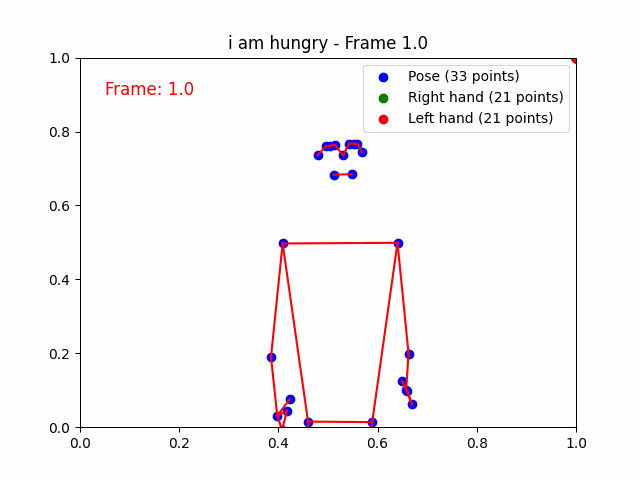 i am hungry - Frame 1.0
Frame: 1.0
Pose (33 points)
Right hand (21 points)
Left hand (21 points)
1.0
0.8
0.6
0.4
0.2
0.0
0.0 0.2 0.4 0.6 0.8 1.0